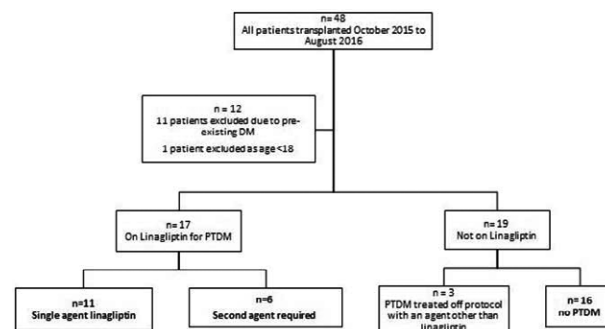 n= 48
All patients transplanted October 2015 to
August 2016
n = 12
11 patients excluded due to pre-
existing DM
1 patient excluded as age <18
n= 17
On Linagliptin for PTDM
n= 19
Not on Linagliptin
n=11
Single agent linagliptin
n=6
Second agent required
n = 3
PTDM treated off protocol
with an agent other than
linagliptin
n= 16
no PTDM